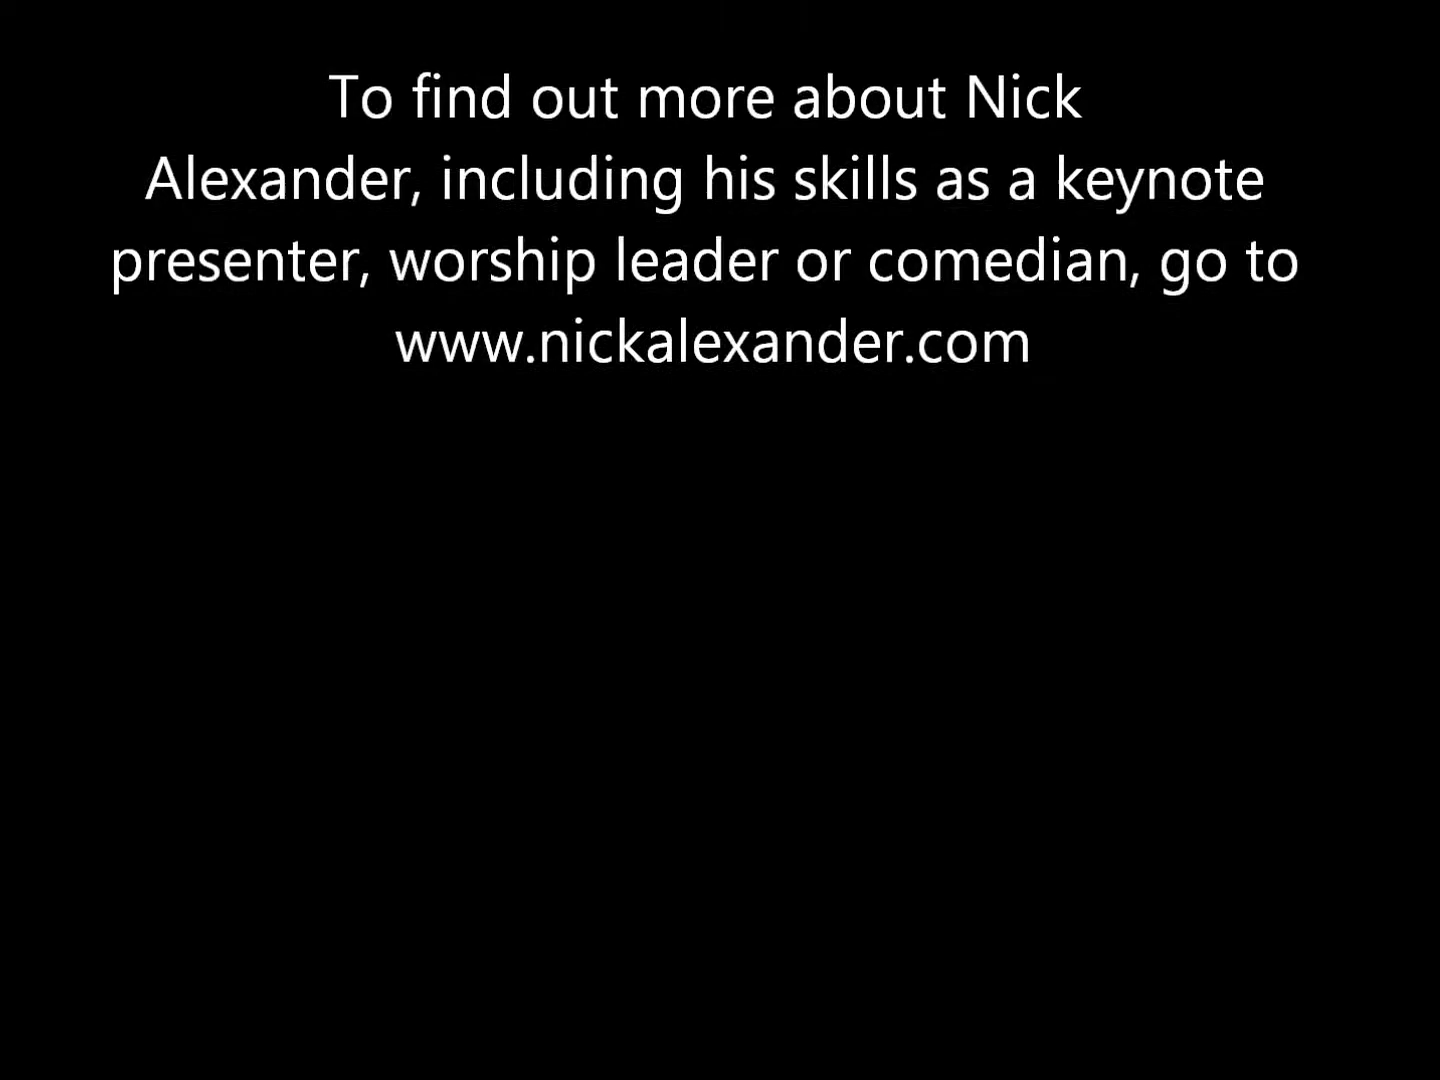 To find out more about Nick
Alexander, including his skills as a keynote
presenter, worship leader or comedian, go to
www.nickalexander.com